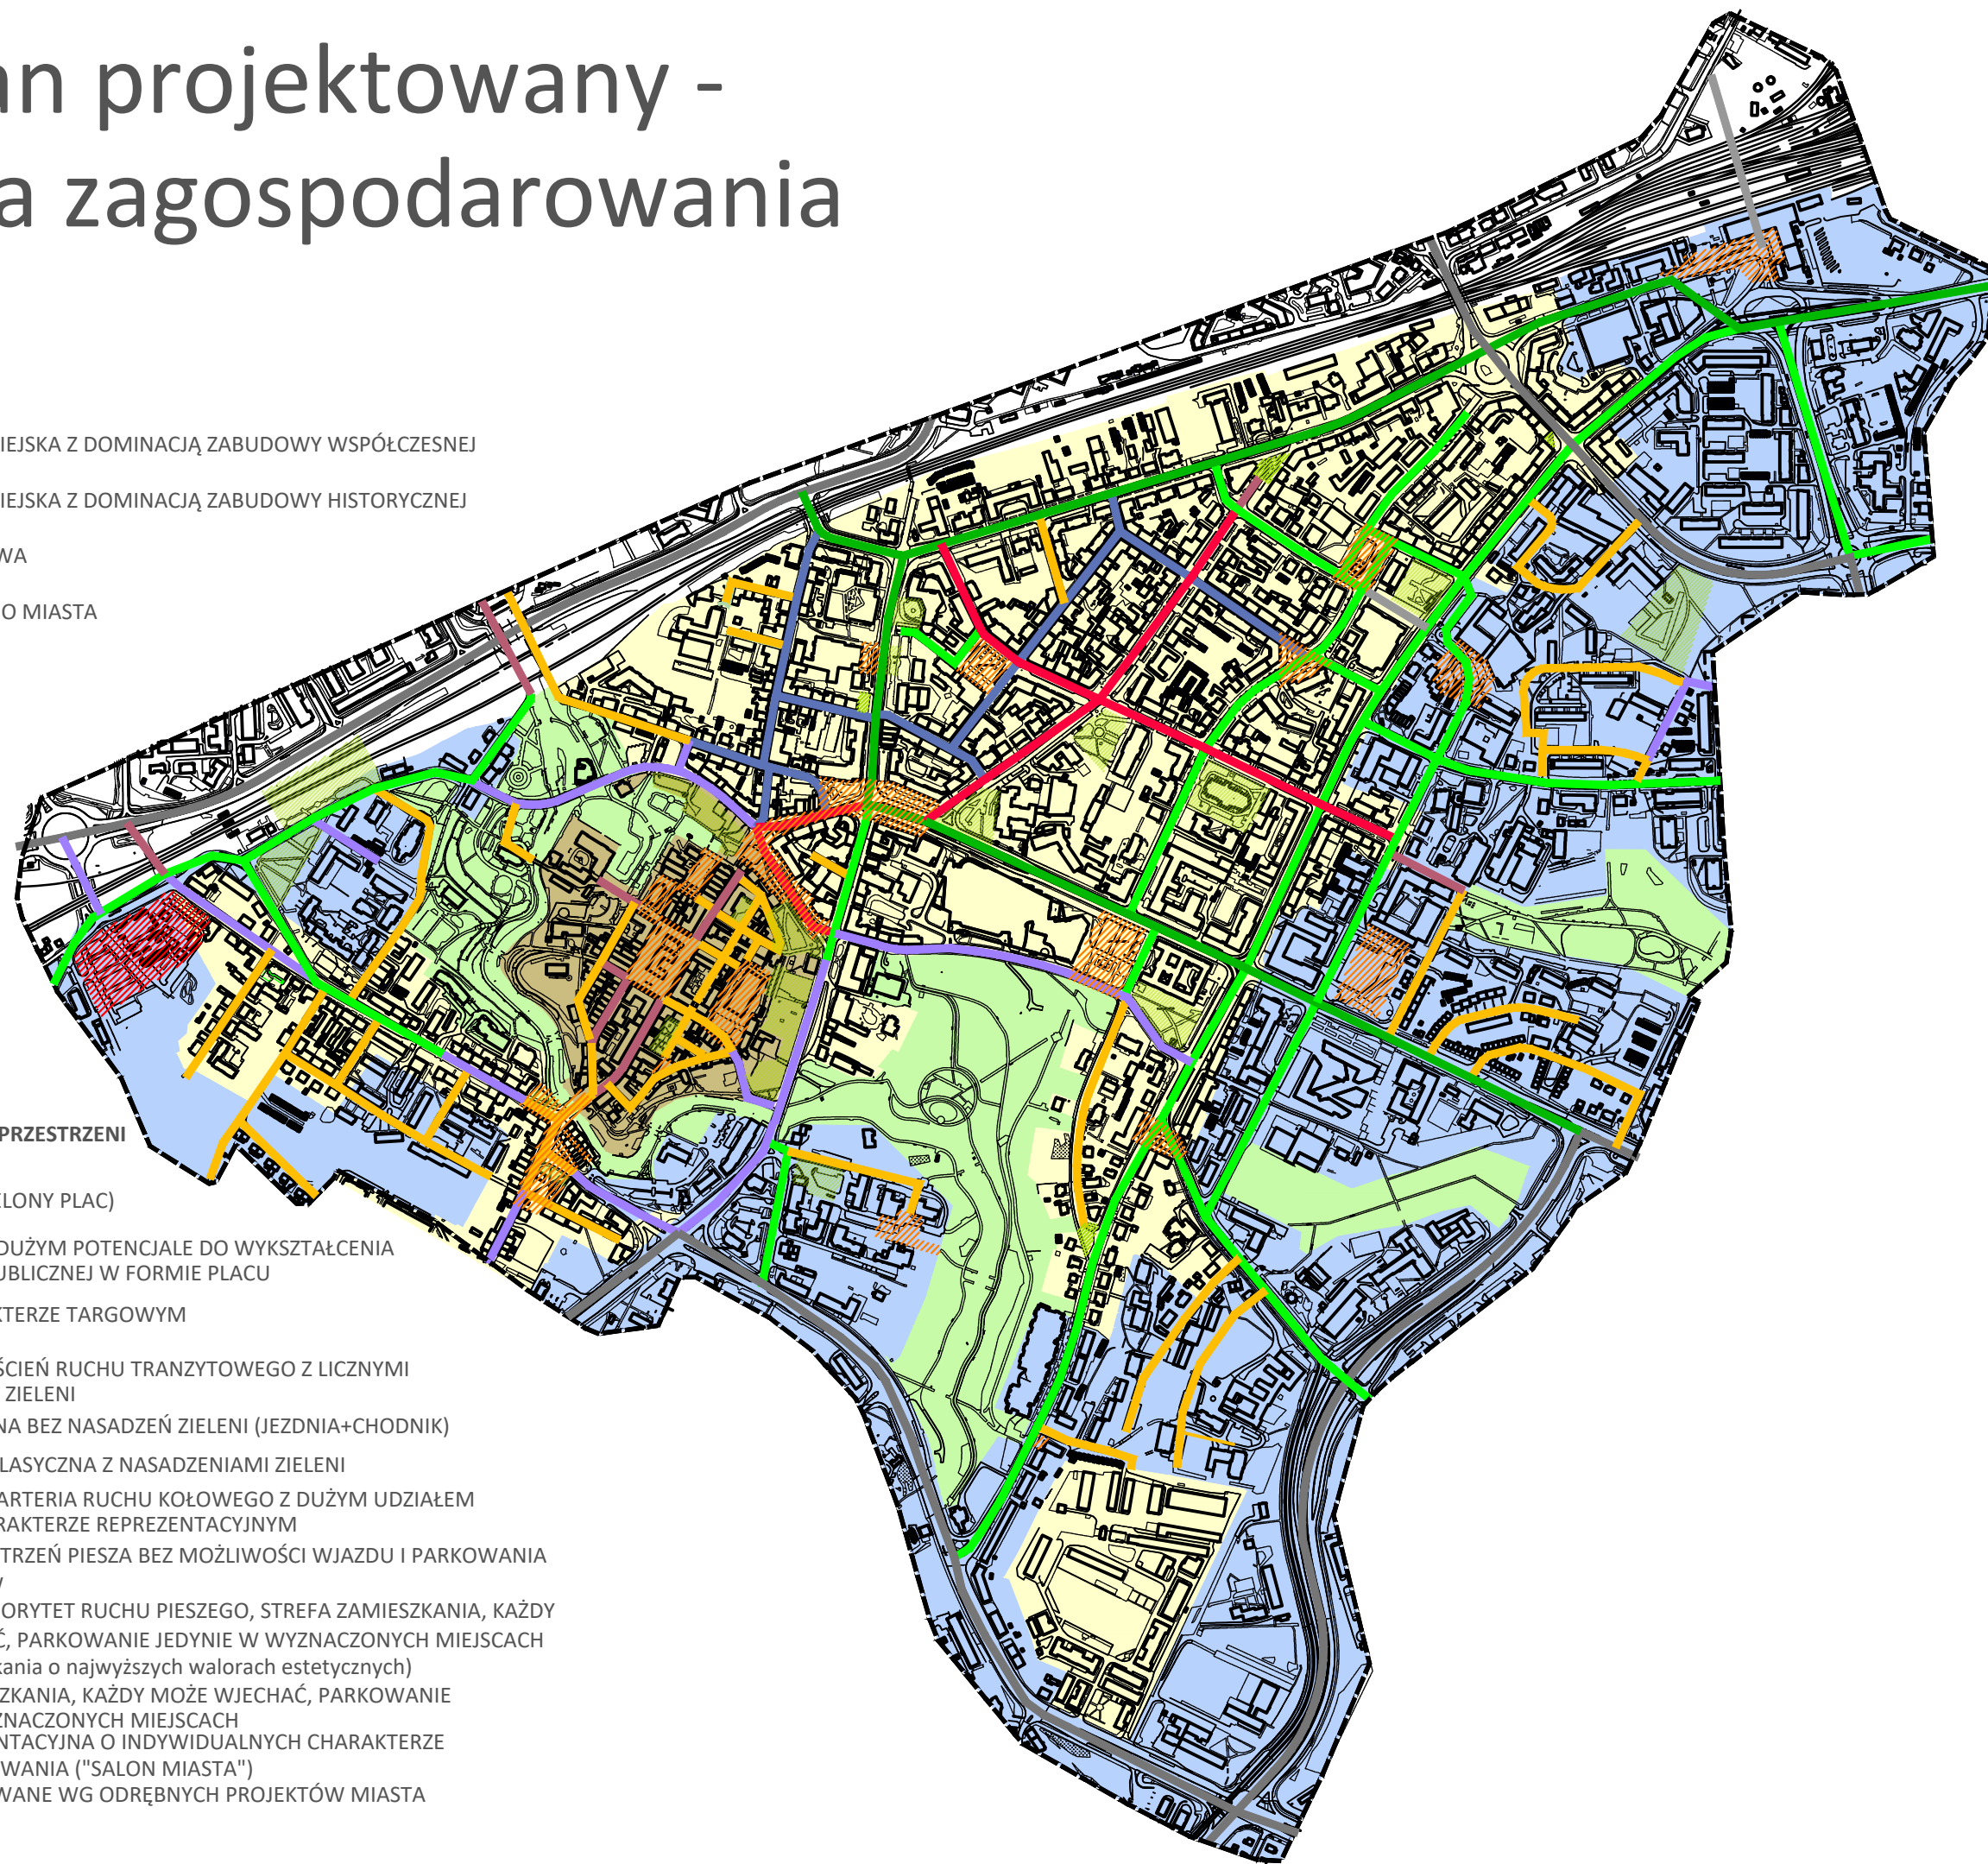 an projektowany -
a zagospodarowania
IEJSKA Z DOMINACJĄ ZABUDOWY WSPÓŁCZESNEJ
IEJSKA Z DOMINACJĄ ZABUDOWY HISTORYCZNEJ
WA
O MIASTA
PRZESTRZENI
ELONY PLAC)
DUŻYM POTENCJALE DO WYKSZTAŁCENIA
UBLICZNEJ W FORMIE PLACU
KTERZE TARGOWYM
ŚCIEŃ RUCHU TRANZYTOWEGO Z LICZNYMI
ZIELENI
NA BEZ NASADZEŃ ZIELENI (JEZDNIA+CHODNIK)
LASYCZNA Z NASADZENIAMI ZIELENI
ARTERIA RUCHU KOŁOWEGO Z DUŻYM UDZIAŁEM
RAKTERZE REPREZENTACYJNYM
TRZEŃ PIESZA BEZ MOŻLIWOŚCI WJAZDU I PARKOWANIA
ORYTET RUCHU PIESZEGO, STREFA ZAMIESZKANIA, KAŻDY
Ć, PARKOWANIE JEDYNIE W WYZNACZONYCH MIEJSCACH
kania o najwyższych walorach estetycznych)
SZKANIA, KAŻDY MOŻE WJECHAĆ, PARKOWANIE
ZNACZONYCH MIEJSCACH
NTACYJNA O INDYWIDUALNYCH CHARAKTERZE
WANIA ("SALON MIASTA")
WANE WG ODRĘBNYCH PROJEKTÓW MIASTA